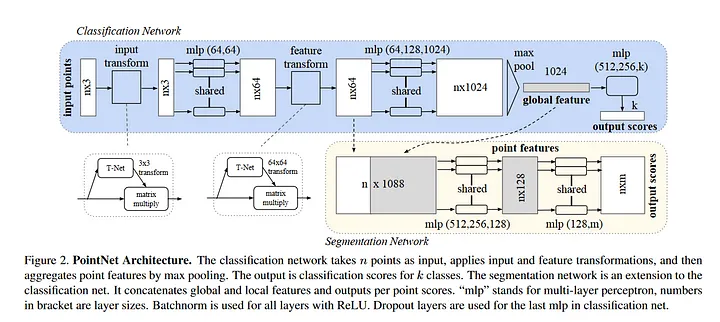 Classification Network
input points
nx3
input transform
nx3
mlp (64,64)
shared
nx64
feature transform
nx64
mlp (64,128,1024)
shared
nx1024
max pool
1024
global feature
mlp (512,256,k)
k
output scores
T-Net
3x3 transform
matrix multiply
T-Net
64x64 transform
matrix multiply
point features
n x 1088
shared
mlp (512,256,128)
nx128
shared
mlp (128,m)
nxm
output scores
Segmentation Network
Figure 2. PointNet Architecture. The classification network takes n points as input, applies input and feature transformations, and then
aggregates point features by max pooling. The output is classification scores for k classes. The segmentation network is an extension to the
classification net. It concatenates global and local features and outputs per point scores. “mlp” stands for multi-layer perceptron, numbers
in bracket are layer sizes. Batchnorm is used for all layers with ReLU. Dropout layers are used for the last mlp in classification net.